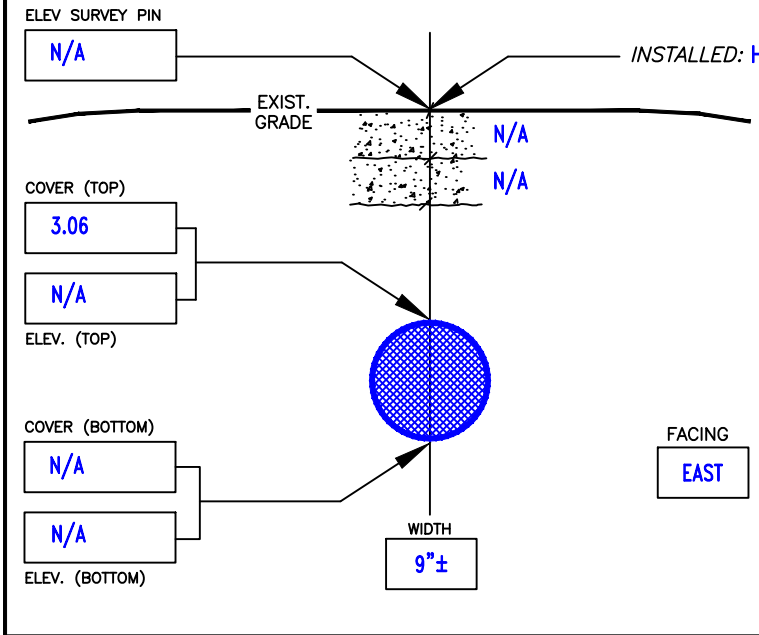 ELEV SURVEY PIN
N/A
INSTALLED:
EXIST.
GRADE
N/A
N/A
COVER (TOP)
3.06
N/A
ELEV. (TOP)
COVER (BOTTOM)
N/A
N/A
ELEV. (BOTTOM)
WIDTH
9"±
FACING
EAST